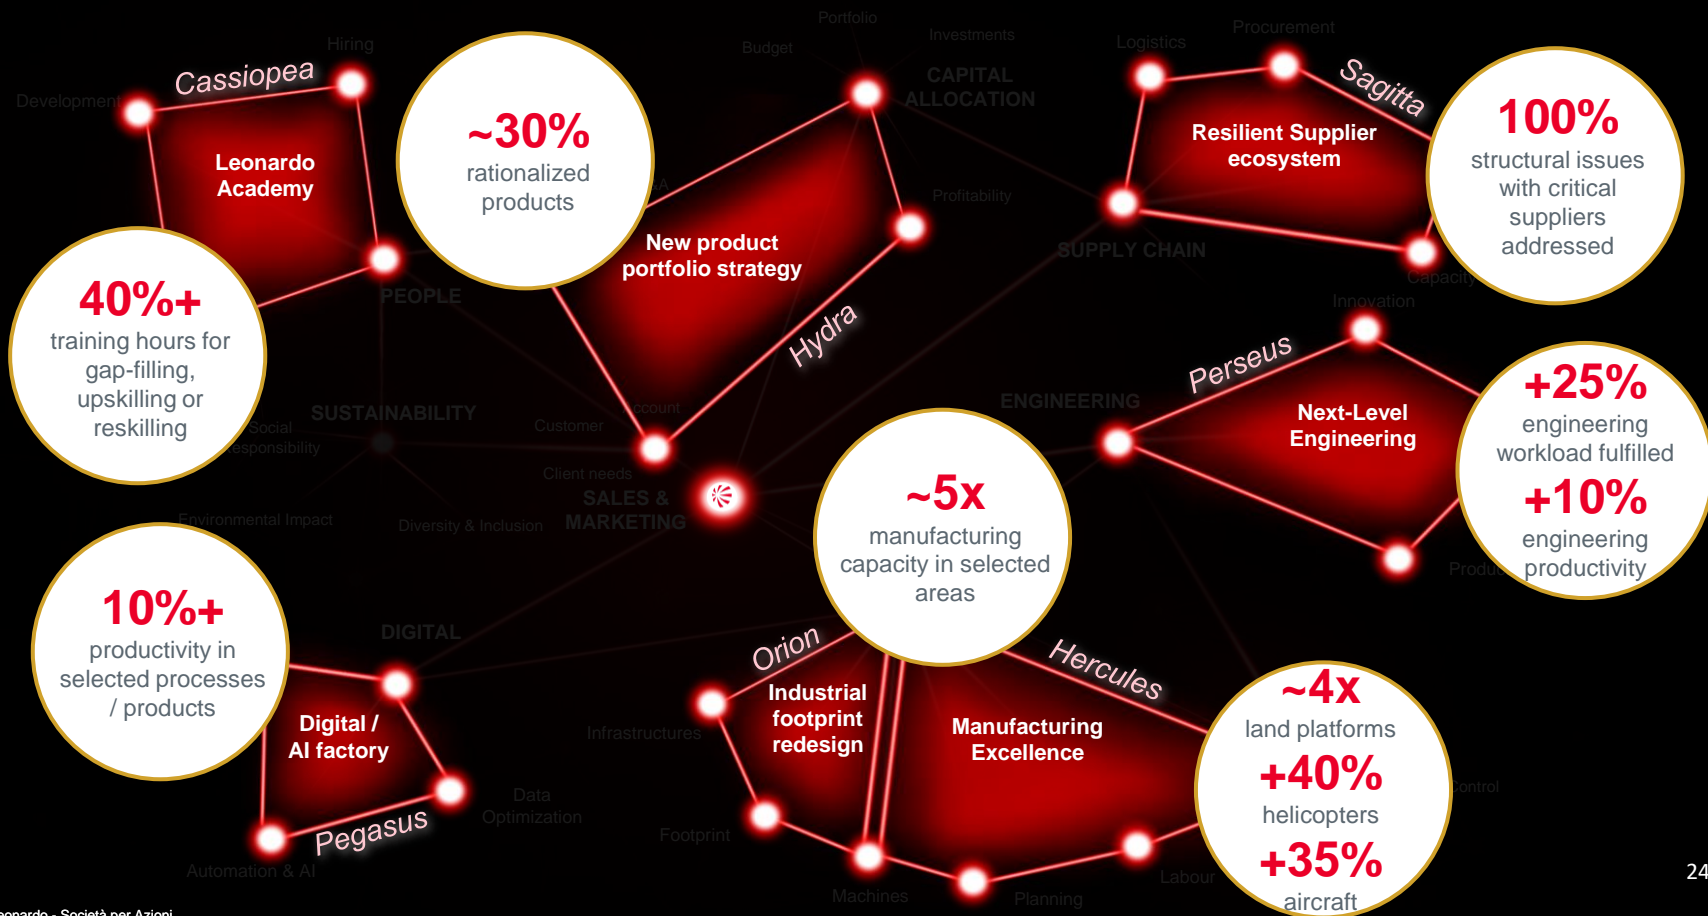 Portfolio
Budget
Investments
CAPITAL
ALLOCATION
Profitability
Hiring
Development
Cassiopea
Leonardo
Academy
PEOPLE
40%+
training hours for
gap-filling,
upskilling or
reskilling
~30%
rationalized
products
New product
portfolio strategy
Hydra
Logistics
Procurement
Sagitta
Resilient Supplier
ecosystem
SUPPLY CHAIN
Capacity
100%
structural issues
with critical
suppliers
addressed
Innovation
Perseus
ENGINEERING
Next-Level
Engineering
+25%
engineering
workload fulfilled
+10%
engineering
productivity
SUSTAINABILITY
Social
Environmental Impact
Diversity & Inclusion
Customer
Account
Client needs
SALES &
MARKETING
~5x
manufacturing
capacity in selected
areas
10%+
productivity in
selected processes
/ products
DIGITAL
Digital /
AI factory
Pegasus
Data
Optimization
Automation & AI
Orion
Industrial
footprint
redesign
Infrastructures
Footprint
Machines
Hercules
Manufacturing
Excellence
Planning
Labour
Control
~4x
land platforms
+40%
helicopters
+35%
aircraft
24
Leonardo - Società per Azioni